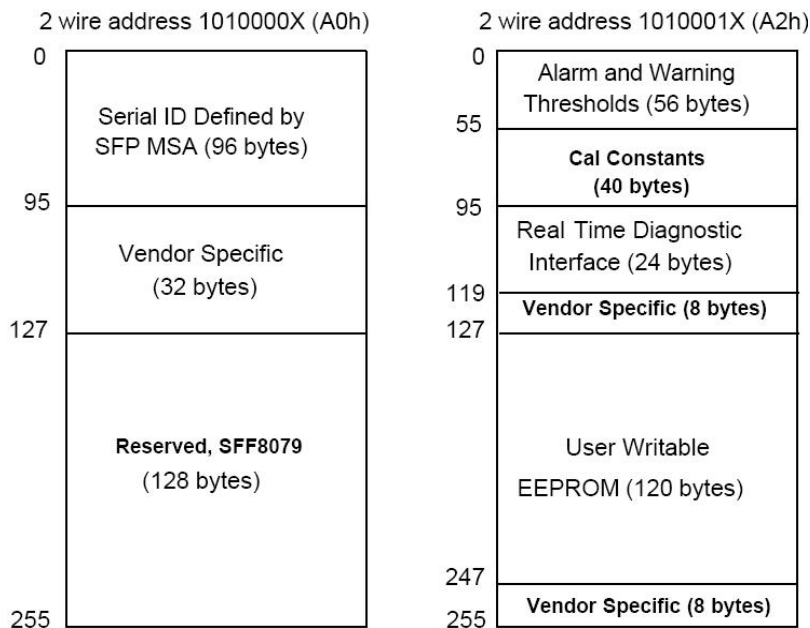 2 wire address 1010000X (A0h)
0
Serial ID Defined by
SFP MSA (96 bytes)
95
Vendor Specific
(32 bytes)
127
Reserved, SFF8079
(128 bytes)
255
2 wire address 1010001X (A2h)
0
Alarm and Warning
Thresholds (56 bytes)
55
Cal Constants
(40 bytes)
95
Real Time Diagnostic
Interface (24 bytes)
119
Vendor Specific (8 bytes)
127
User Writable
EEPROM (120 bytes)
247
Vendor Specific (8 bytes)
255